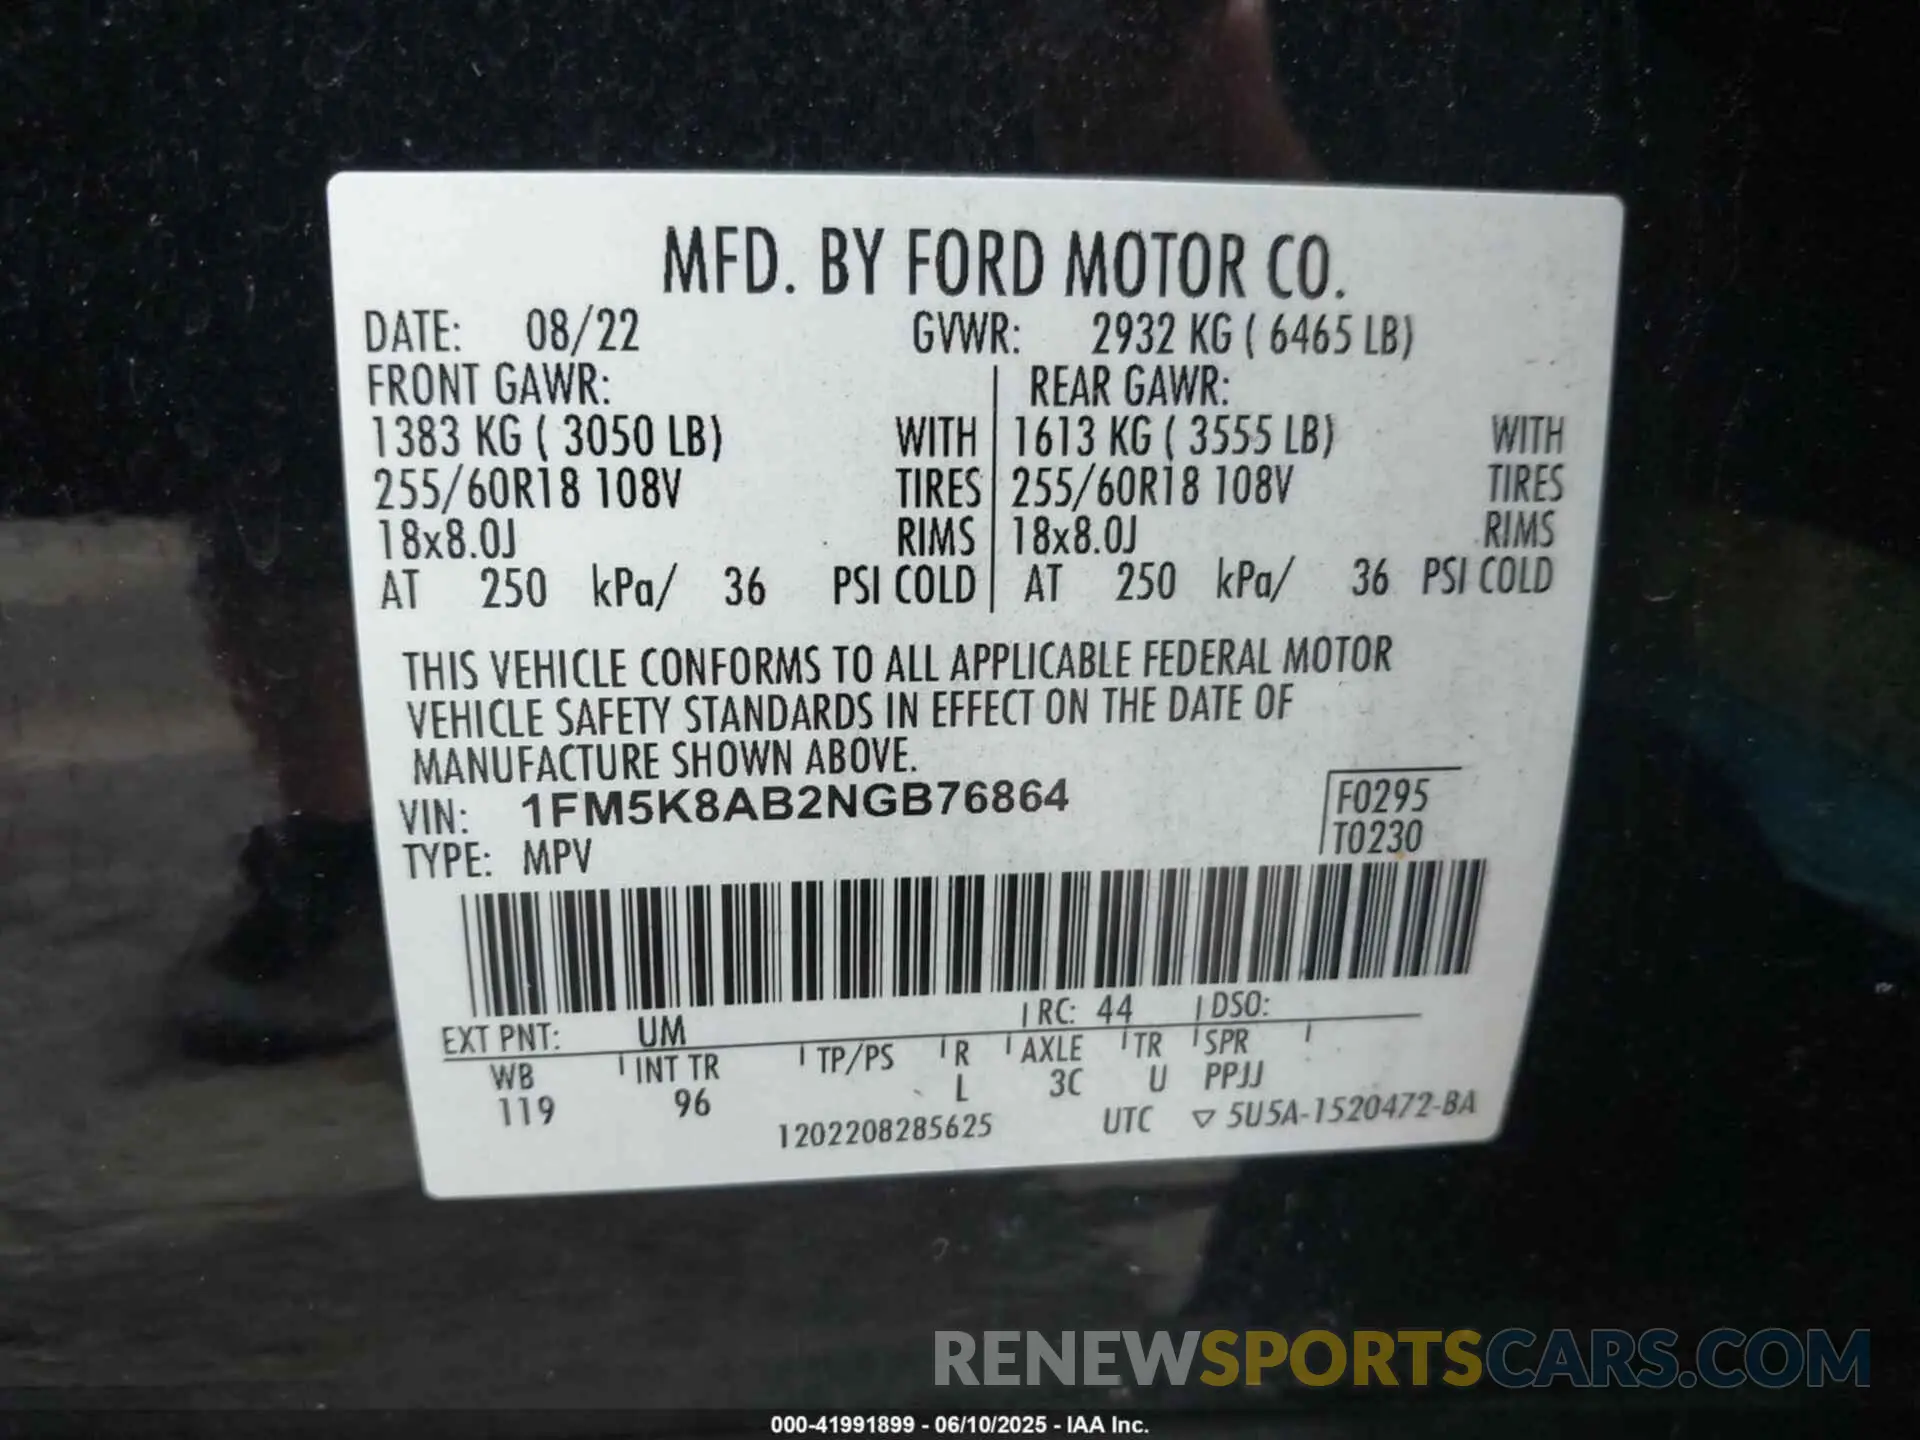 MFD. BY FORD MOTOR CO.
DATE: 08/22 GVWR: 2932 KG ( 6465 LB)
FRONT GAWR: REAR GAWR:
1383 KG ( 3050 LB) WITH 1613 KG ( 3555 LB) WITH
255/60R18 108V TIRES 255/60R18 108V TIRES
18x8.0J RIMS 18x8.0J RIMS
AT 250 kPa/ 36 PSI COLD AT 250 kPa/ 36 PSI COLD
THIS VEHICLE CONFORMS TO ALL APPLICABLE FEDERAL MOTOR
VEHICLE SAFETY STANDARDS IN EFFECT ON THE DATE OF
MANUFACTURE SHOWN ABOVE.
VIN: 1FM5K8AB2NGB76864 F0295
TYPE: MPV T0230
EXT PNT: UM RC: 44 DSO:
WB INT TR TP/PS R AXLE TR SPR
119 96 L 3C U PPJJ
1202208285625 UTC ▽ 5U5A-1520472-BA
RENEWSPORTSCARS.COM
000-41991899 - 06/10/2025 - IAA Inc.